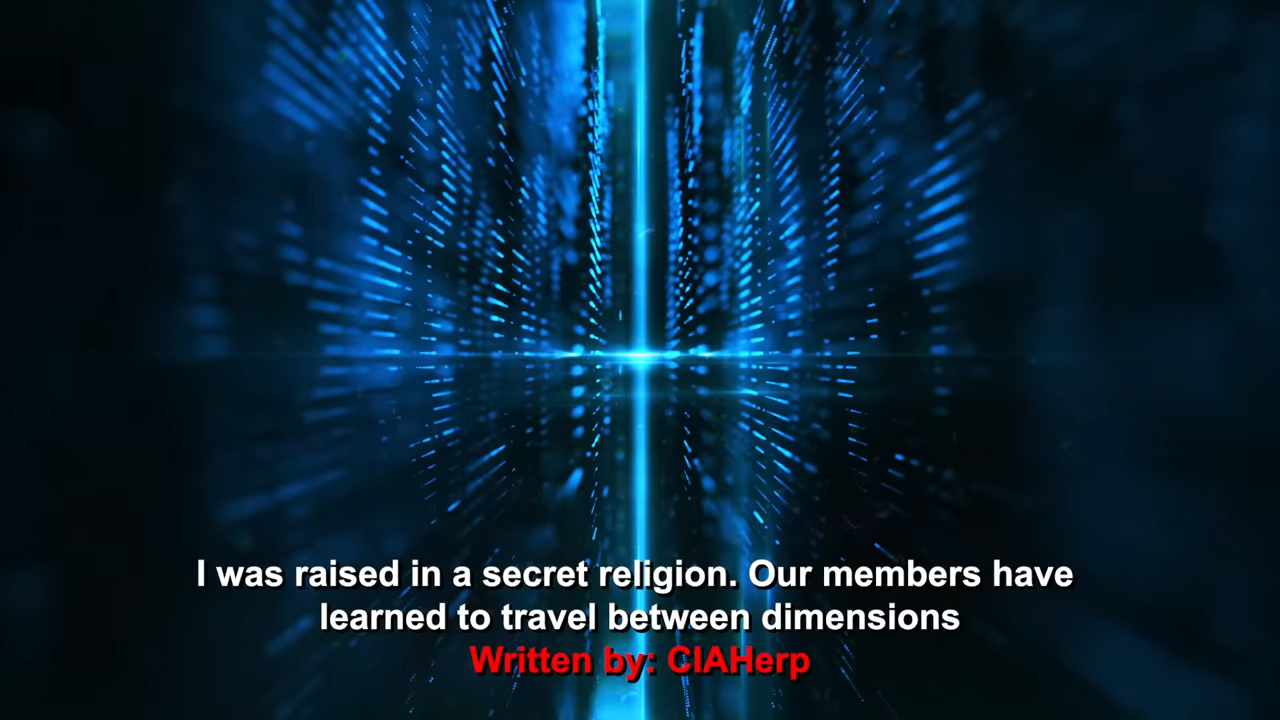 I was raised in a secret religion. Our members have
learned to travel between dimensions
Written by: CIAHerp